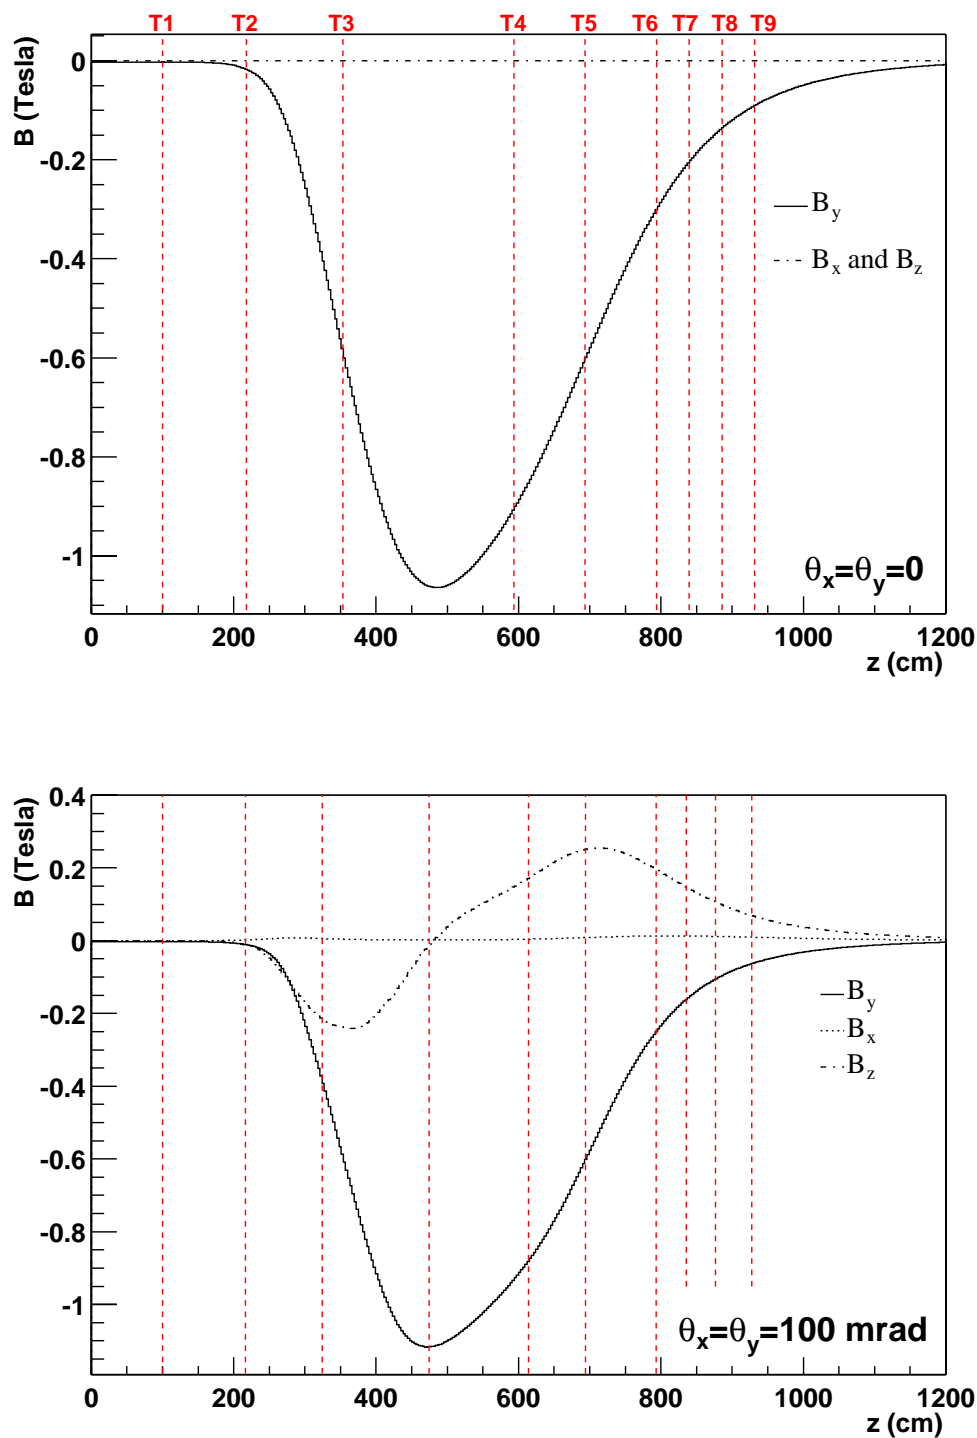 T1 T2 T3 T4 T5 T6 T7 T8 T9
B (Tesla)
0
-0.2
-0.4
-0.6
-0.8
-1
B_y
B_x and B_z
θ_x=θ_y=0
0 200 400 600 800 1000 1200
z (cm)
B (Tesla)
0.4
0.2
0
-0.2
-0.4
-0.6
-0.8
-1
B_y
B_x
B_z
θ_x=θ_y=100 mrad
0 200 400 600 800 1000 1200
z (cm)